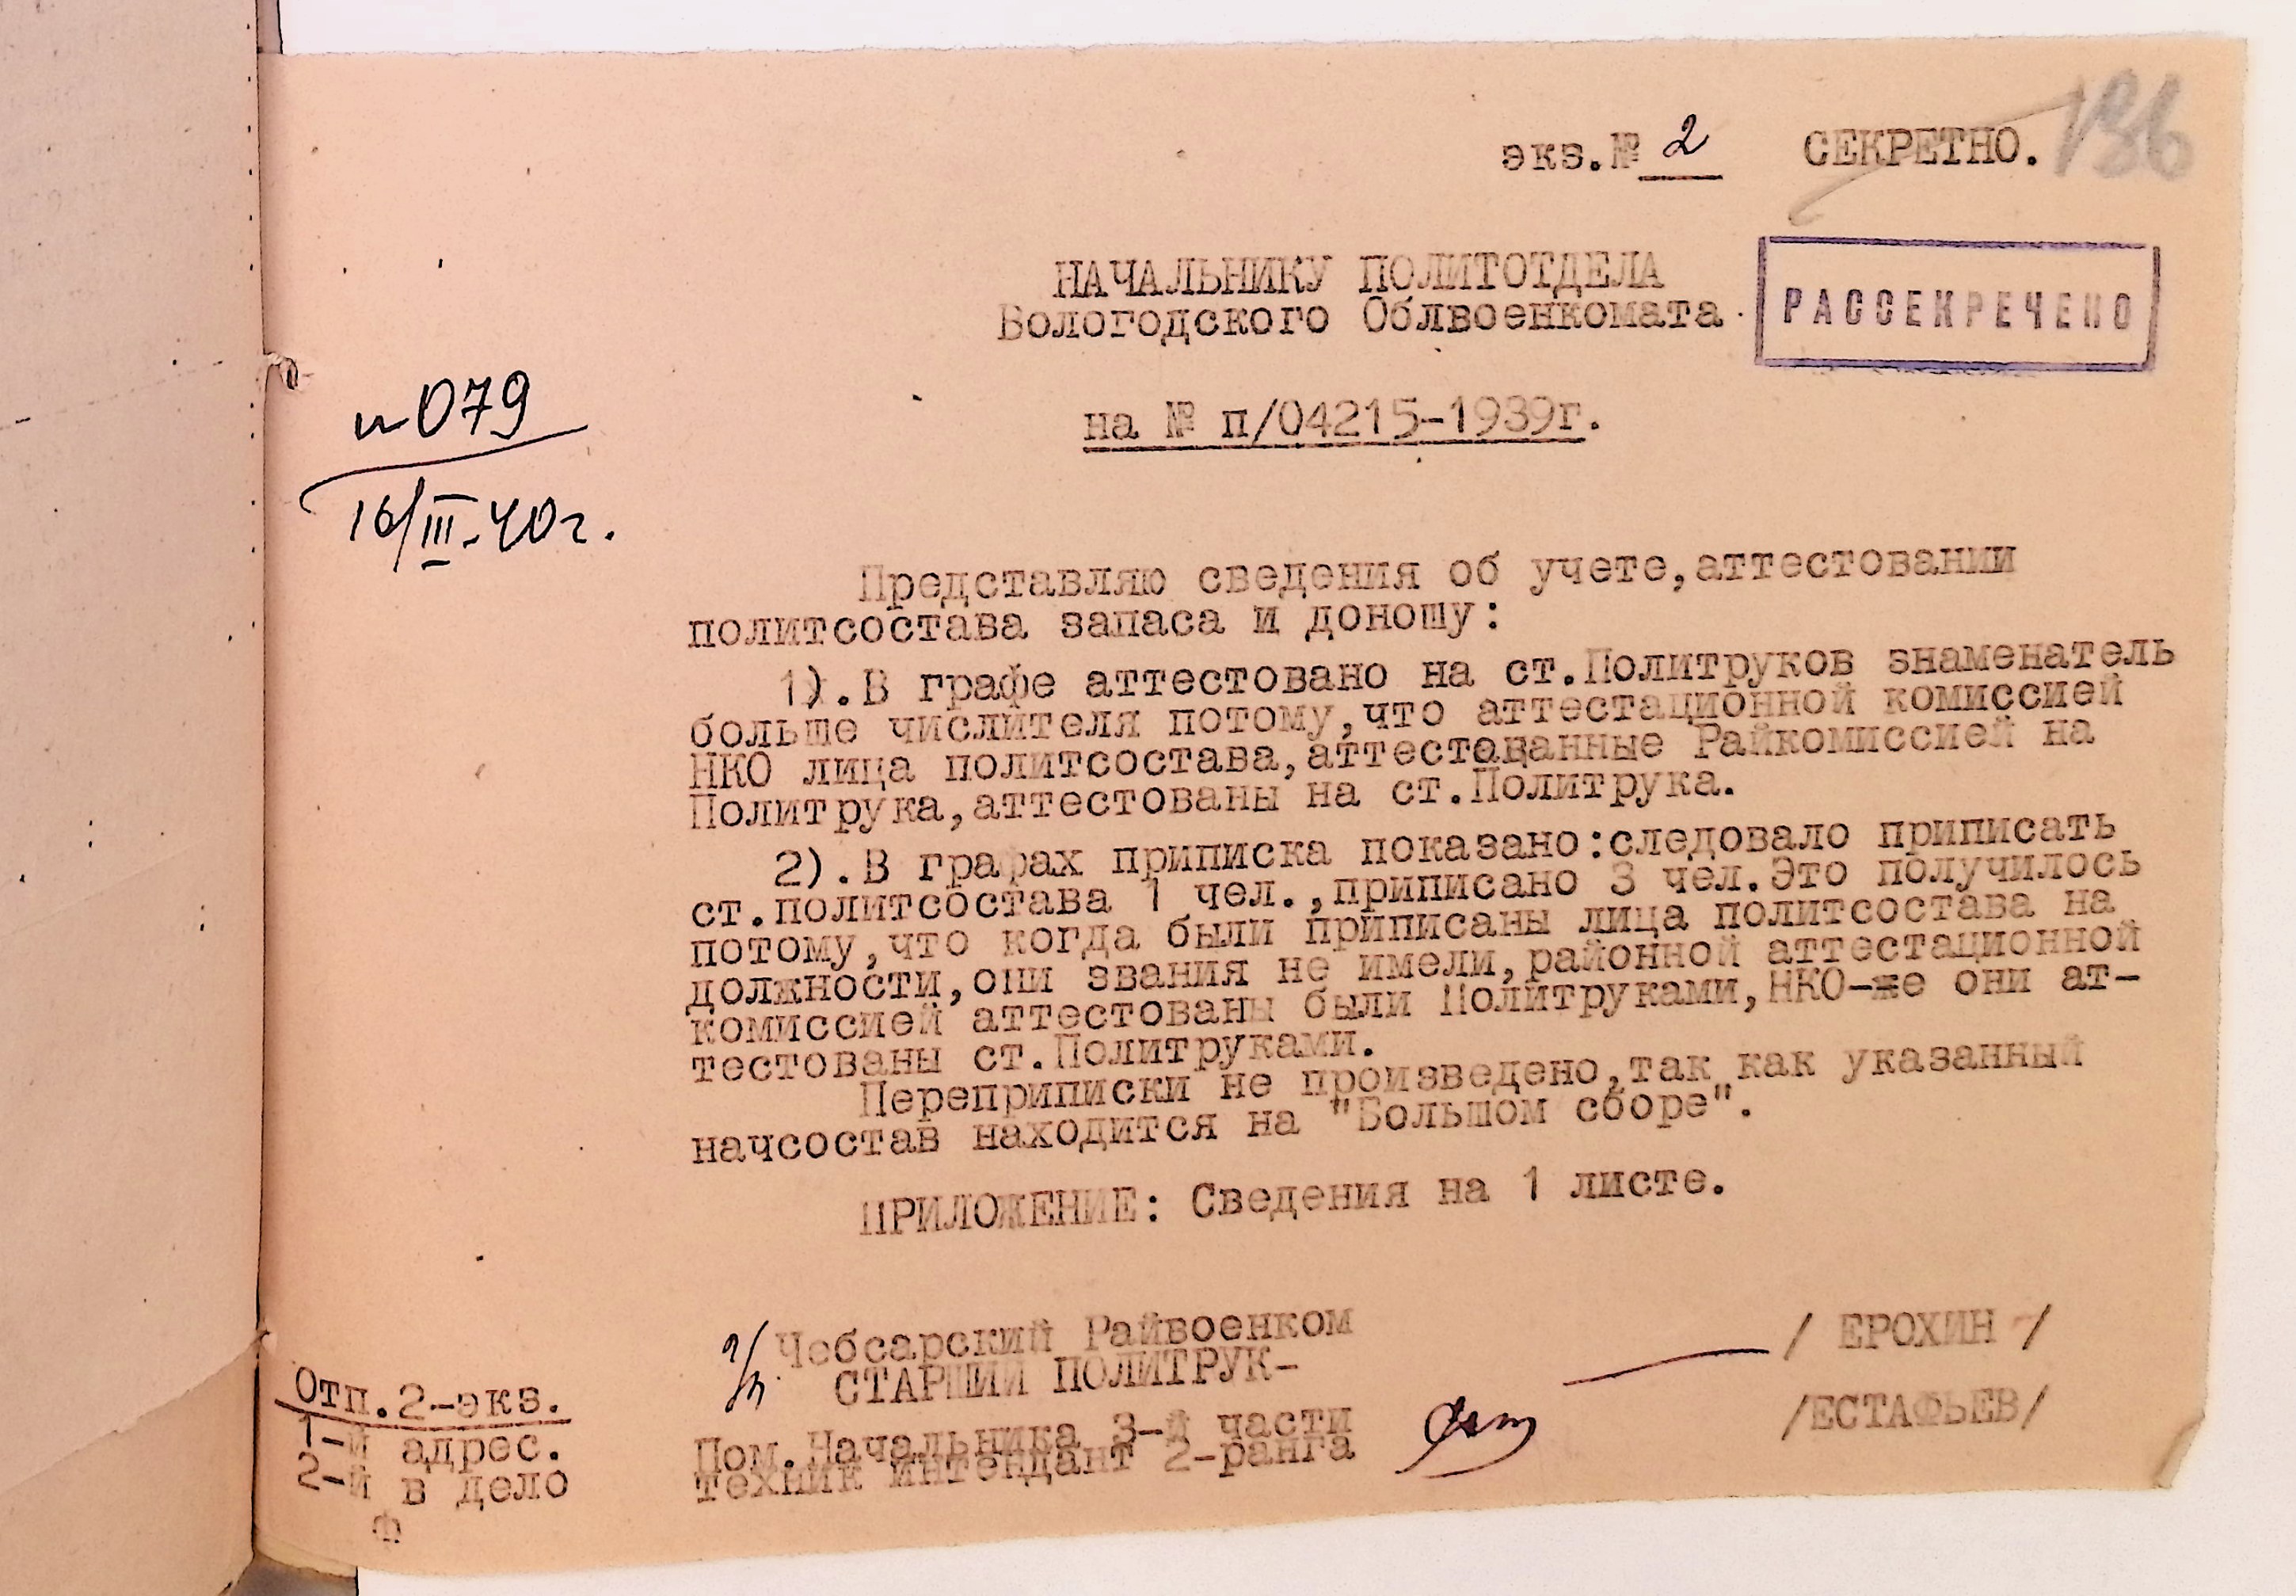 экз.№ 2 СЕКРЕТНО. 136
НАЧАЛЬНИКУ ПОЛИТОТДЕЛА
Вологодского Облвоенкомата.
РАССЕКРЕЧЕНО
на № п/04215-1939г.
№079
16/III.40г.
Представляю сведения об учете,аттестовании
политсостава запаса и доношу:
1).В графе аттестовано на ст.Политруков знаменатель
больше числителя потому,что аттестационной комиссией
НКО лица политсостава,аттестованные Райкомиссией на
Политрука,аттестованы на ст.Политрука.
2).В графах приписка показано:следовало приписать
ст.политсостава 1 чел.,приписано 3 чел.Это получилось
потому,что когда были приписаны лица политсостава на
должности,они звания не имели,районной аттестационной
комиссией аттестованы были Политруками,НКО-же они ат-
тестованы ст.Политруками.
Переприписки не произведено,так как указанный
начсостав находится на "Большом сборе".
ПРИЛОЖЕНИЕ: Сведения на 1 листе.
п/п. Чебсарский Райвоенком
СТАРШИЙ ПОЛИТРУК- / ЕРОХИН /
Пом.Начальника 3-й части
техник интендант 2-ранга /ЕСТАФЬЕВ/
Отп.2-экз.
1-й адрес.
2-й в дело
Ф